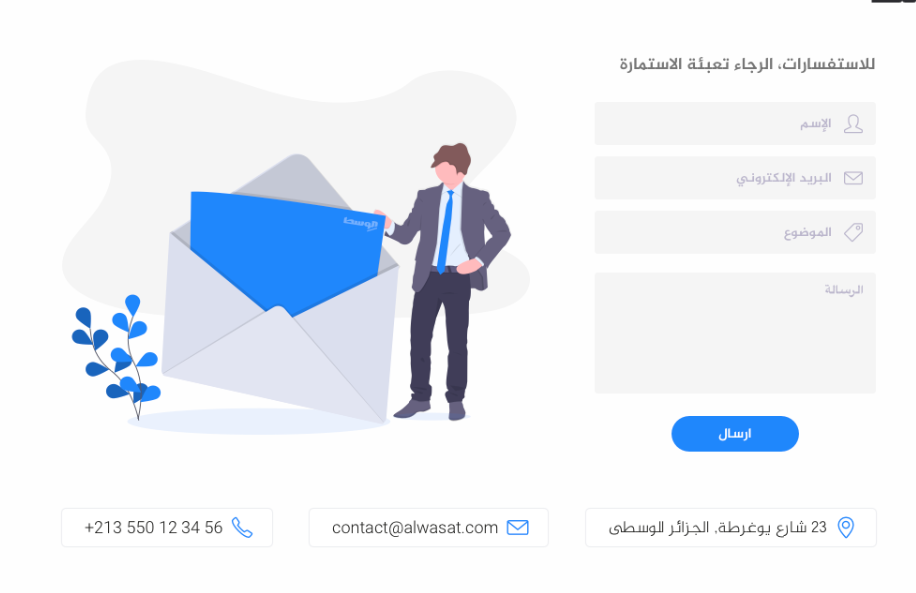 للاستفسارات، الرجاء تعبئة الاستمارة
الإسم
البريد الإلكتروني
الموضوع
الرسالة
ارسال
الوسط
23 شارع يوغرطة, الجزائر الوسطى
contact@alwasat.com
+213 550 12 34 56